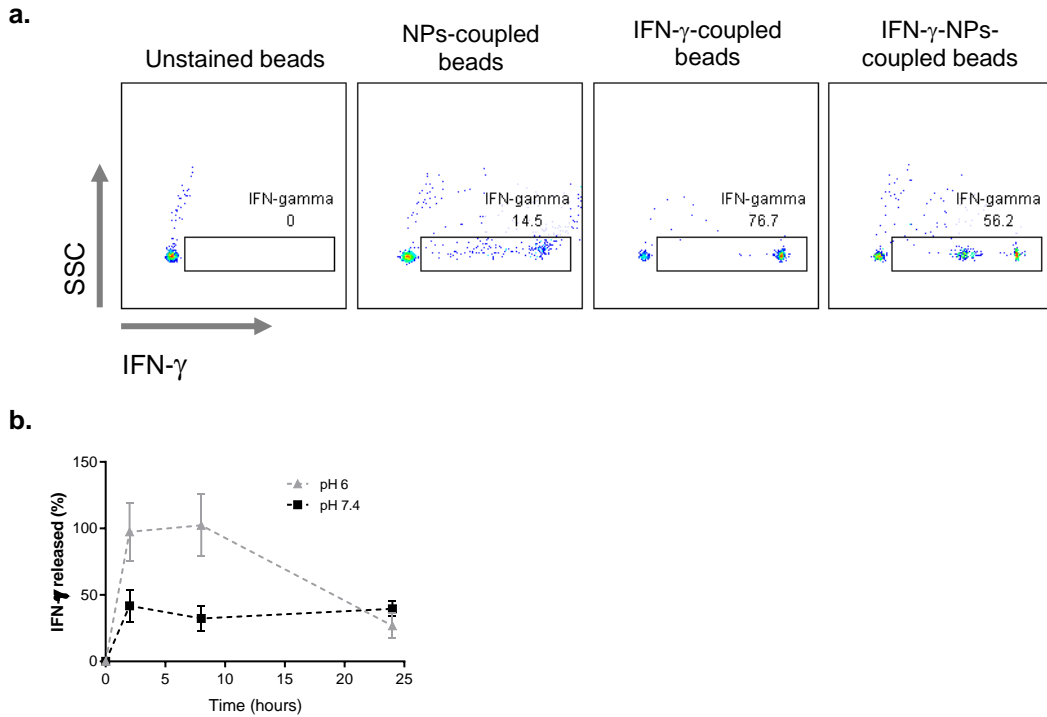 a.
Unstained beads
NPs-coupled
beads
IFN-γ-coupled
beads
IFN-γ-NPs-
coupled beads
IFN-gamma
0
IFN-gamma
14.5
IFN-gamma
76.7
IFN-gamma
56.2
SSC
IFN-γ
b.
IFN-γ released (%)
150
100
50
0
pH 6
pH 7.4
0 5 10 15 20 25
Time (hours)